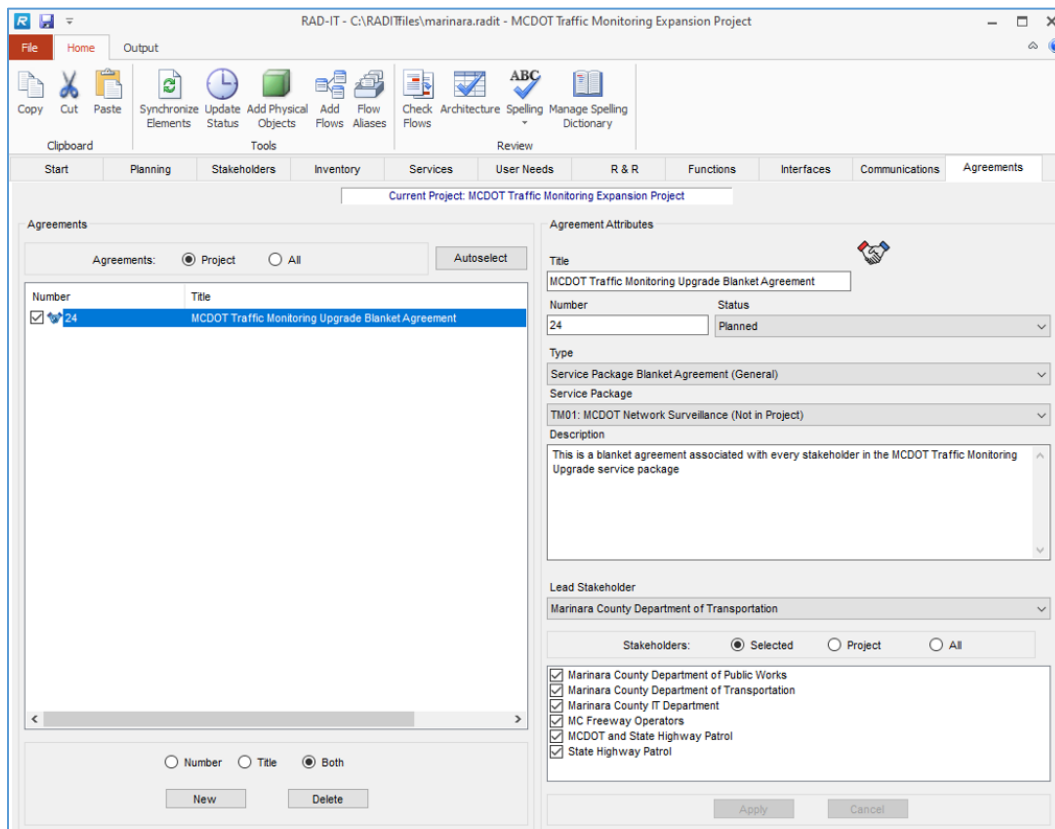 RAD-IT - C:\RADITfiles\marinara.radit - MCDOT Traffic Monitoring Expansion Project
File Home Output
Copy Cut Paste Synchronize Elements Update Status Add Physical Objects Add Flows Flow Aliases Check Flows Architecture ABC Spelling Manage Spelling Dictionary
Clipboard Tools Review
Start Planning Stakeholders Inventory Services User Needs R & R Functions Interfaces Communications Agreements
Current Project: MCDOT Traffic Monitoring Expansion Project
Agreements
Agreements: Project All Autoselect
Number Title
24 MCDOT Traffic Monitoring Upgrade Blanket Agreement
Number Title Both
New Delete
Agreement Attributes
Title
MCDOT Traffic Monitoring Upgrade Blanket Agreement
Number Status
24 Planned
Type
Service Package Blanket Agreement (General)
Service Package
TM01: MCDOT Network Surveillance (Not in Project)
Description
This is a blanket agreement associated with every stakeholder in the MCDOT Traffic Monitoring
Upgrade service package
Lead Stakeholder
Marinara County Department of Transportation
Stakeholders: Selected Project All
Marinara County Department of Public Works
Marinara County Department of Transportation
Marinara County IT Department
MC Freeway Operators
MCDOT and State Highway Patrol
State Highway Patrol
Apply Cancel